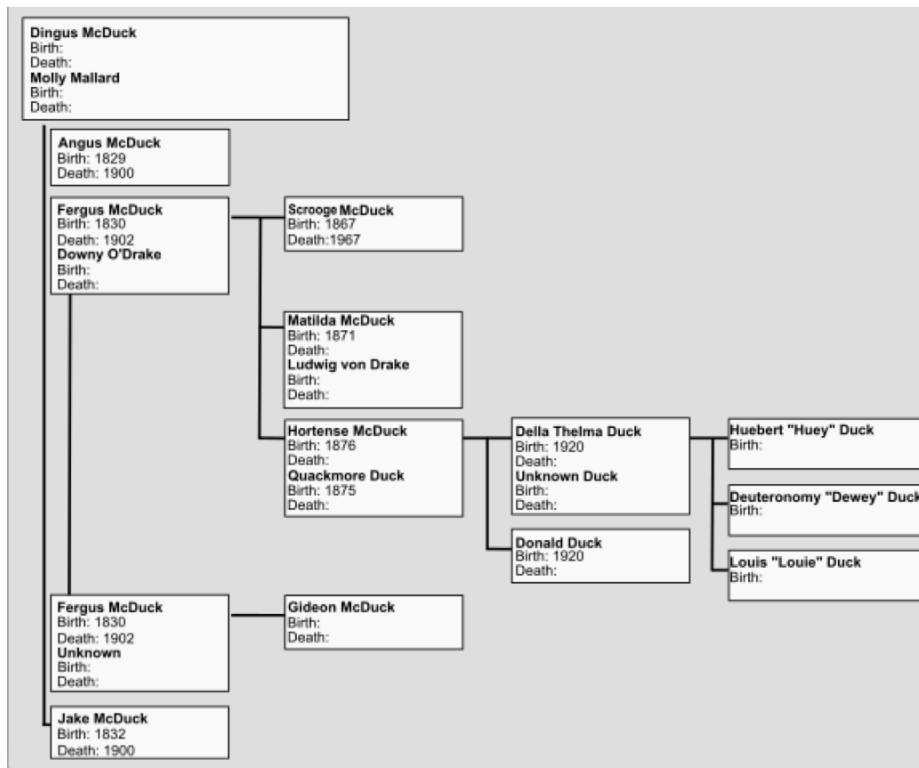 Dingus McDuck
Birth:
Death:
Molly Mallard
Birth:
Death:
Angus McDuck
Birth: 1829
Death: 1900
Fergus McDuck
Birth: 1830
Death: 1902
Downy O'Drake
Birth:
Death:
Scrooge McDuck
Birth: 1867
Death:1967
Matilda McDuck
Birth: 1871
Death:
Ludwig von Drake
Birth:
Death:
Hortense McDuck
Birth: 1876
Death:
Quackmore Duck
Birth: 1875
Death:
Della Thelma Duck
Birth: 1920
Death:
Unknown Duck
Birth:
Death:
Donald Duck
Birth: 1920
Death:
Huebert "Huey" Duck
Birth:
Deuteronomy "Dewey" Duck
Birth:
Louis "Louie" Duck
Birth:
Fergus McDuck
Birth: 1830
Death: 1902
Unknown
Birth:
Death:
Gideon McDuck
Birth:
Death:
Jake McDuck
Birth: 1832
Death: 1900